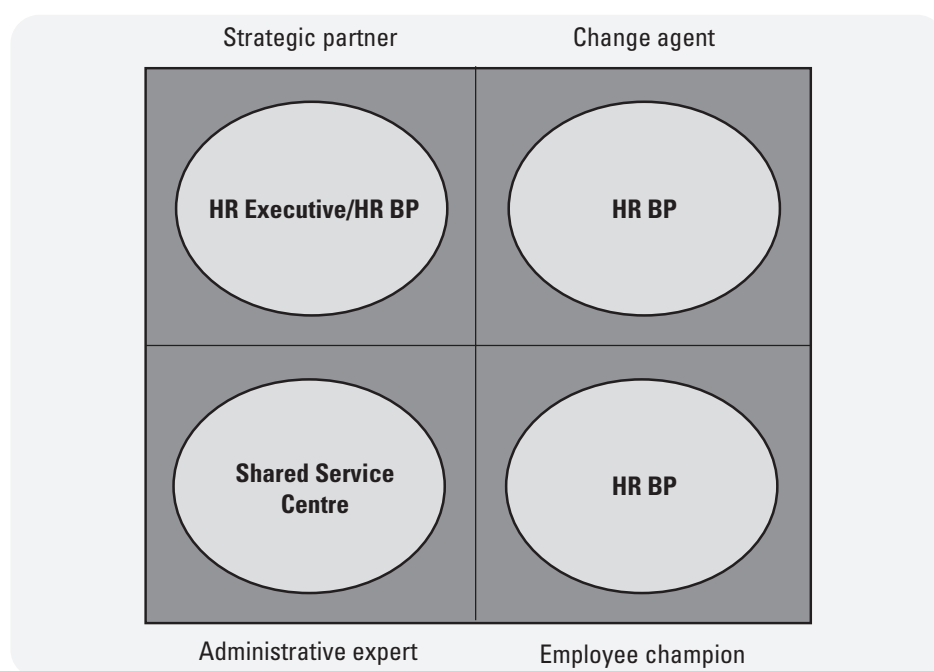 Strategic partner
Change agent
HR Executive/HR BP
HR BP
Shared Service
Centre
HR BP
Administrative expert
Employee champion